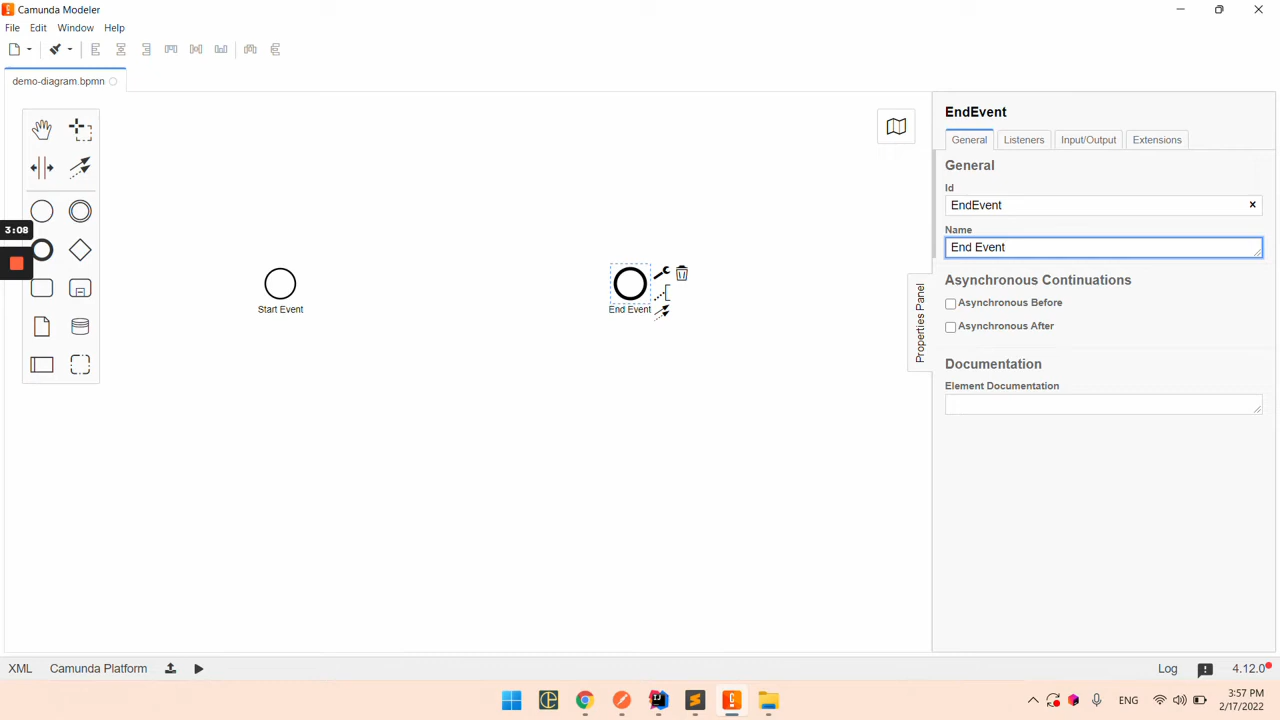 Camunda Modeler
File Edit Window Help
demo-diagram.bpmn
3:08
Start Event
End Event
Properties Panel
EndEvent
General Listeners Input/Output Extensions
General
Id
EndEvent
Name
End Event
Asynchronous Continuations
Asynchronous Before
Asynchronous After
Documentation
Element Documentation
XML Camunda Platform Log 4.12.0
ENG
3:57 PM
2/17/2022